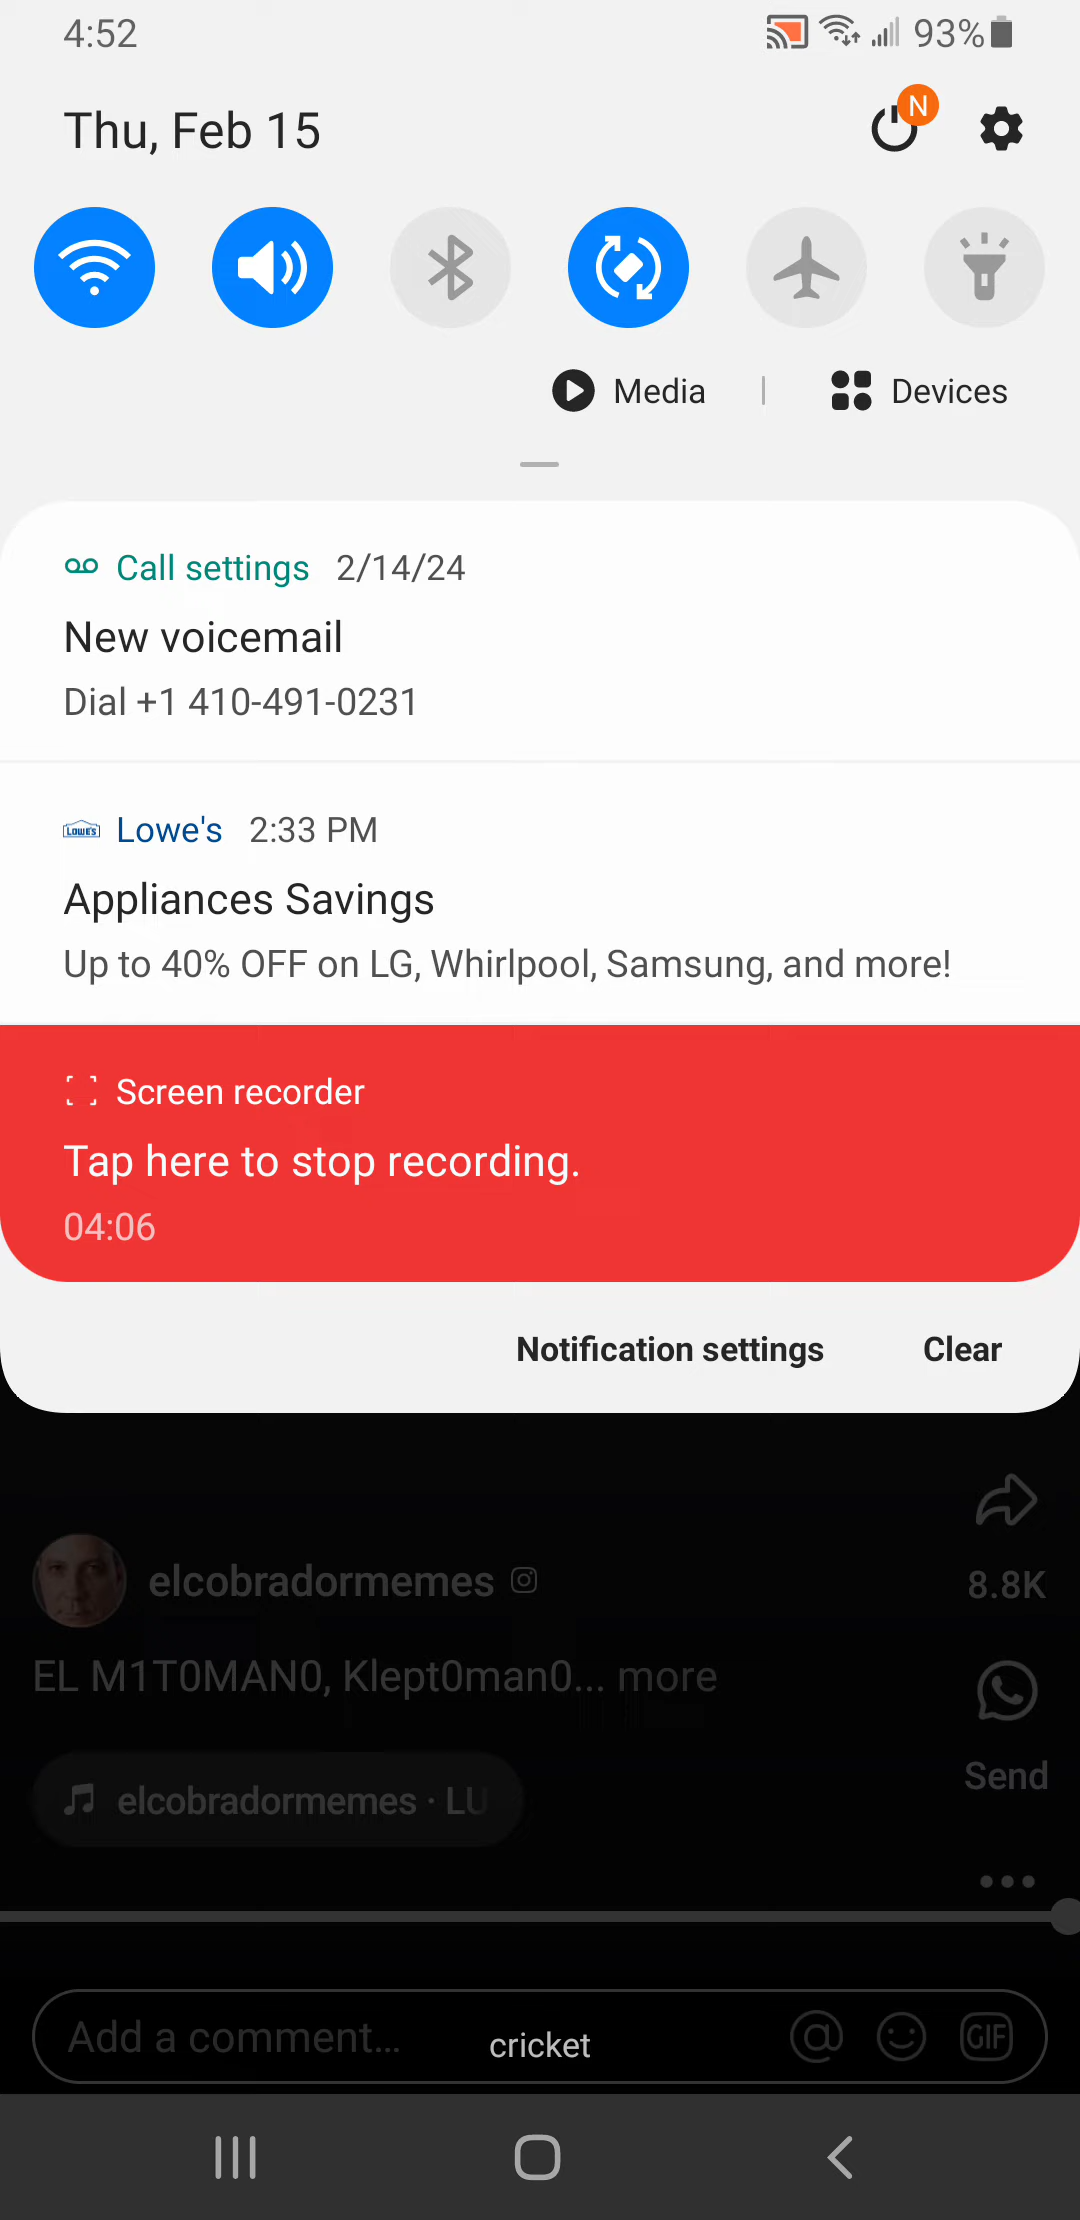 4:52
93%
Thu, Feb 15
N
Media
Devices
Call settings 2/14/24
New voicemail
Dial +1 410-491-0231
LOWE'S Lowe's 2:33 PM
Appliances Savings
Up to 40% OFF on LG, Whirlpool, Samsung, and more!
Screen recorder
Tap here to stop recording.
04:06
Notification settings
Clear
elcobradormemes
8.8K
EL M1T0MAN0, Klept0man0... more
Send
elcobradormemes · LU
Add a comment...
cricket
@
GIF